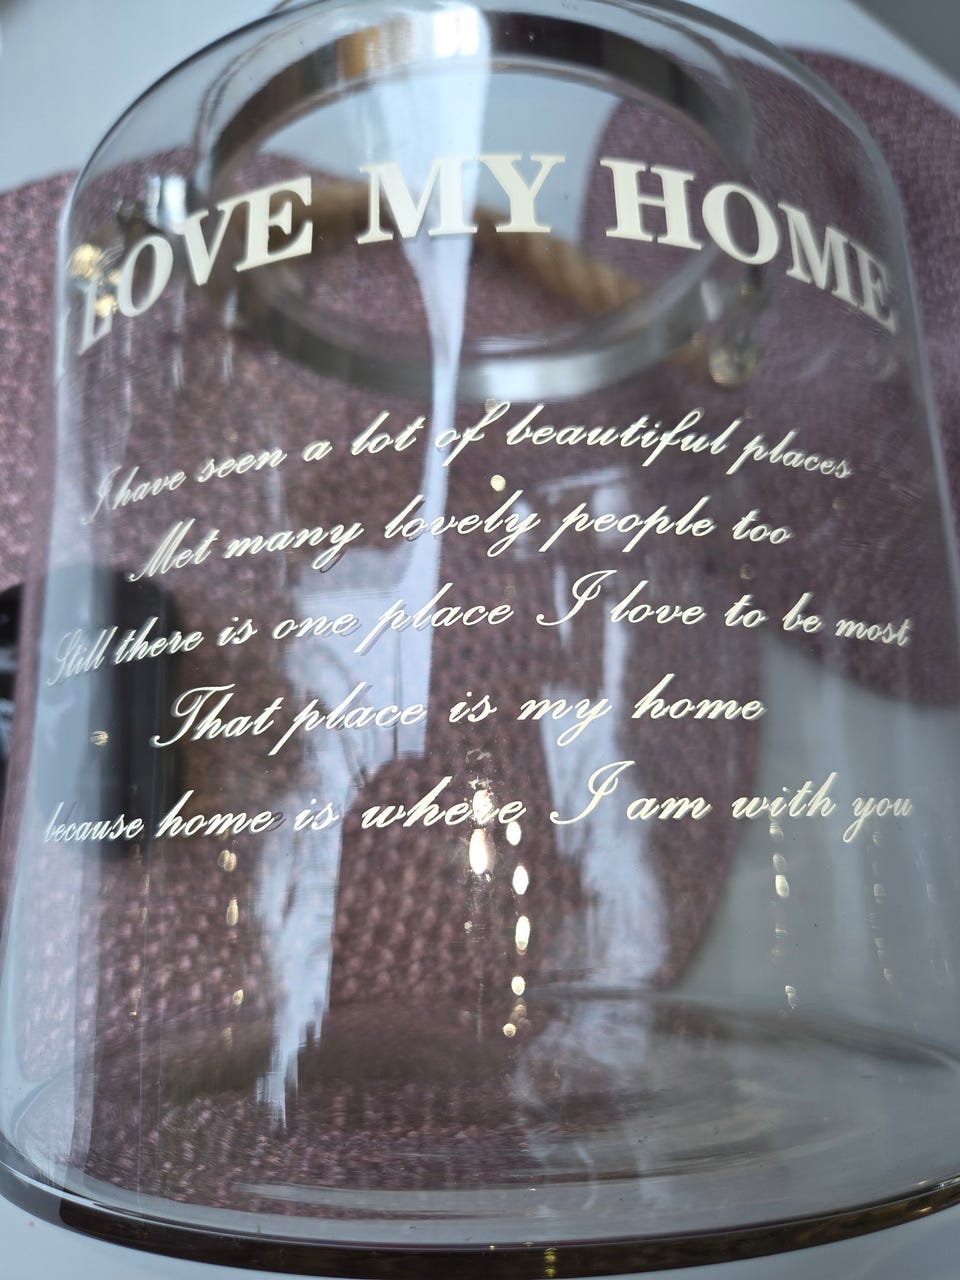 LOVE MY HOME
I have seen a lot of beautiful places
Met many lovely people too
Still there is one place I love to be most
That place is my home
because home is where I am with you